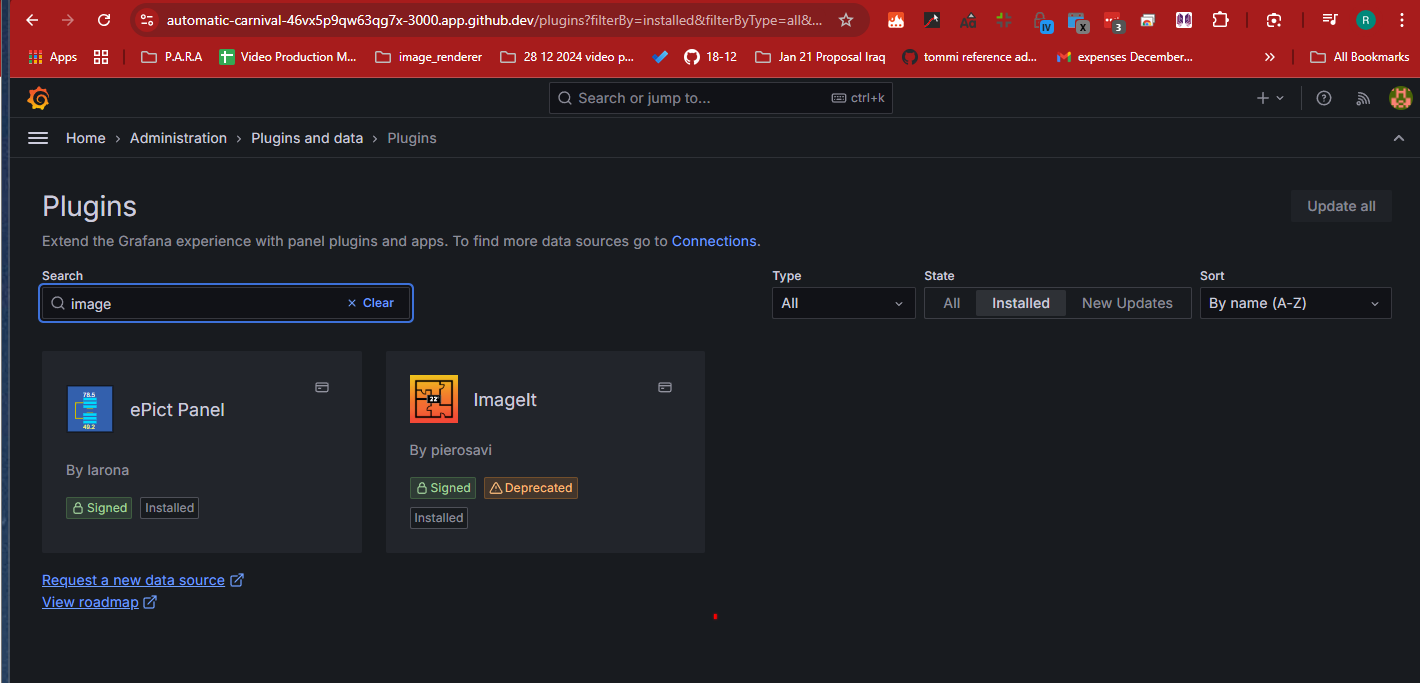 automatic-carnival-46vx5p9qw63qg7x-3000.app.github.dev/plugins?filterBy=installed&filterByType=all&...
R
IV
X
3
Apps
P.A.R.A
Video Production M...
image_renderer
28 12 2024 video p...
18-12
Jan 21 Proposal Iraq
tommi reference ad...
expenses December...
»
All Bookmarks
Search or jump to...
ctrl+k
Home › Administration › Plugins and data › Plugins
Plugins
Update all
Extend the Grafana experience with panel plugins and apps. To find more data sources go to Connections.
Search
Type
State
Sort
image
Clear
All
All
Installed
New Updates
By name (A-Z)
78.5
49.2
ePict Panel
By larona
Signed
Installed
22°
ImageIt
By pierosavi
Signed
Deprecated
Installed
Request a new data source
View roadmap